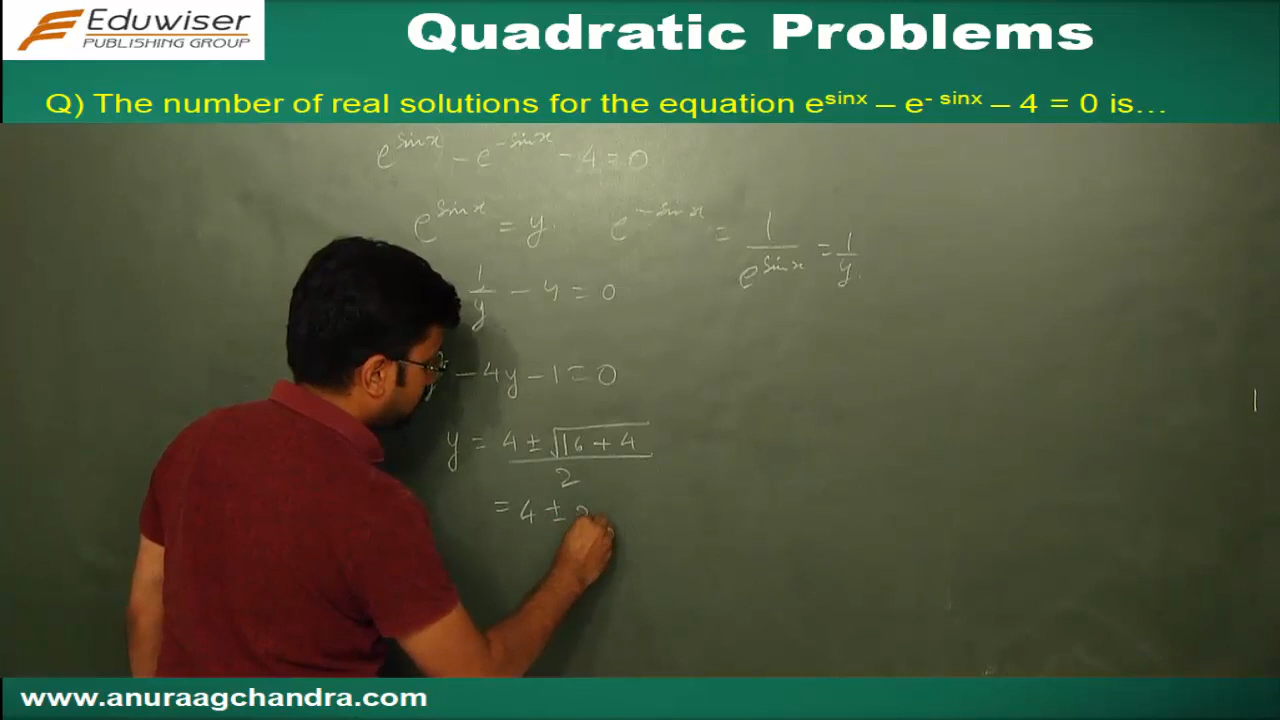 Eduwiser
PUBLISHING GROUP
Quadratic Problems
Q) The number of real solutions for the equation e^sinx – e^- sinx – 4 = 0 is...
e^sinx - e^-sinx - 4 = 0
e^sinx = y. e^-sinx = 1/e^sinx = 1/y.
1/y - 4 = 0
- 4y - 1 = 0
y = 4 ± √16 + 4 / 2
= 4 ± 2
www.anuraagchandra.com